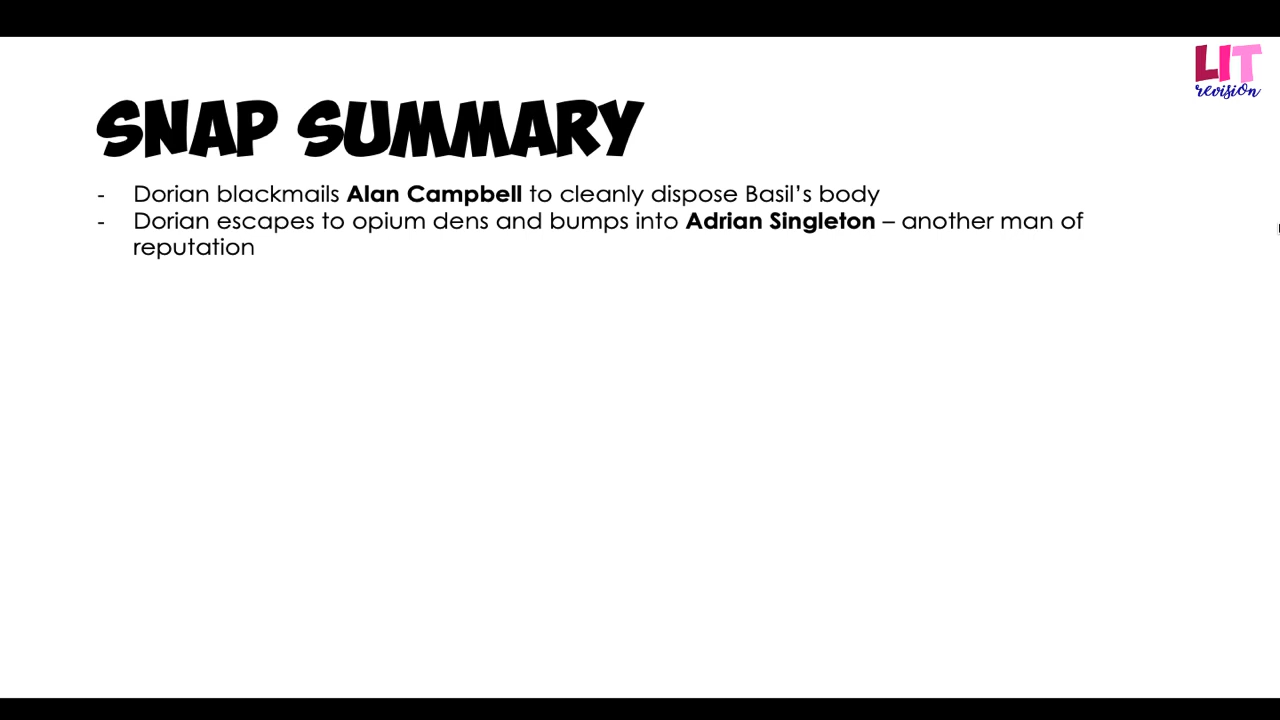 LIT
revision
SNAP SUMMARY
- Dorian blackmails Alan Campbell to cleanly dispose Basil’s body
- Dorian escapes to opium dens and bumps into Adrian Singleton – another man of
reputation